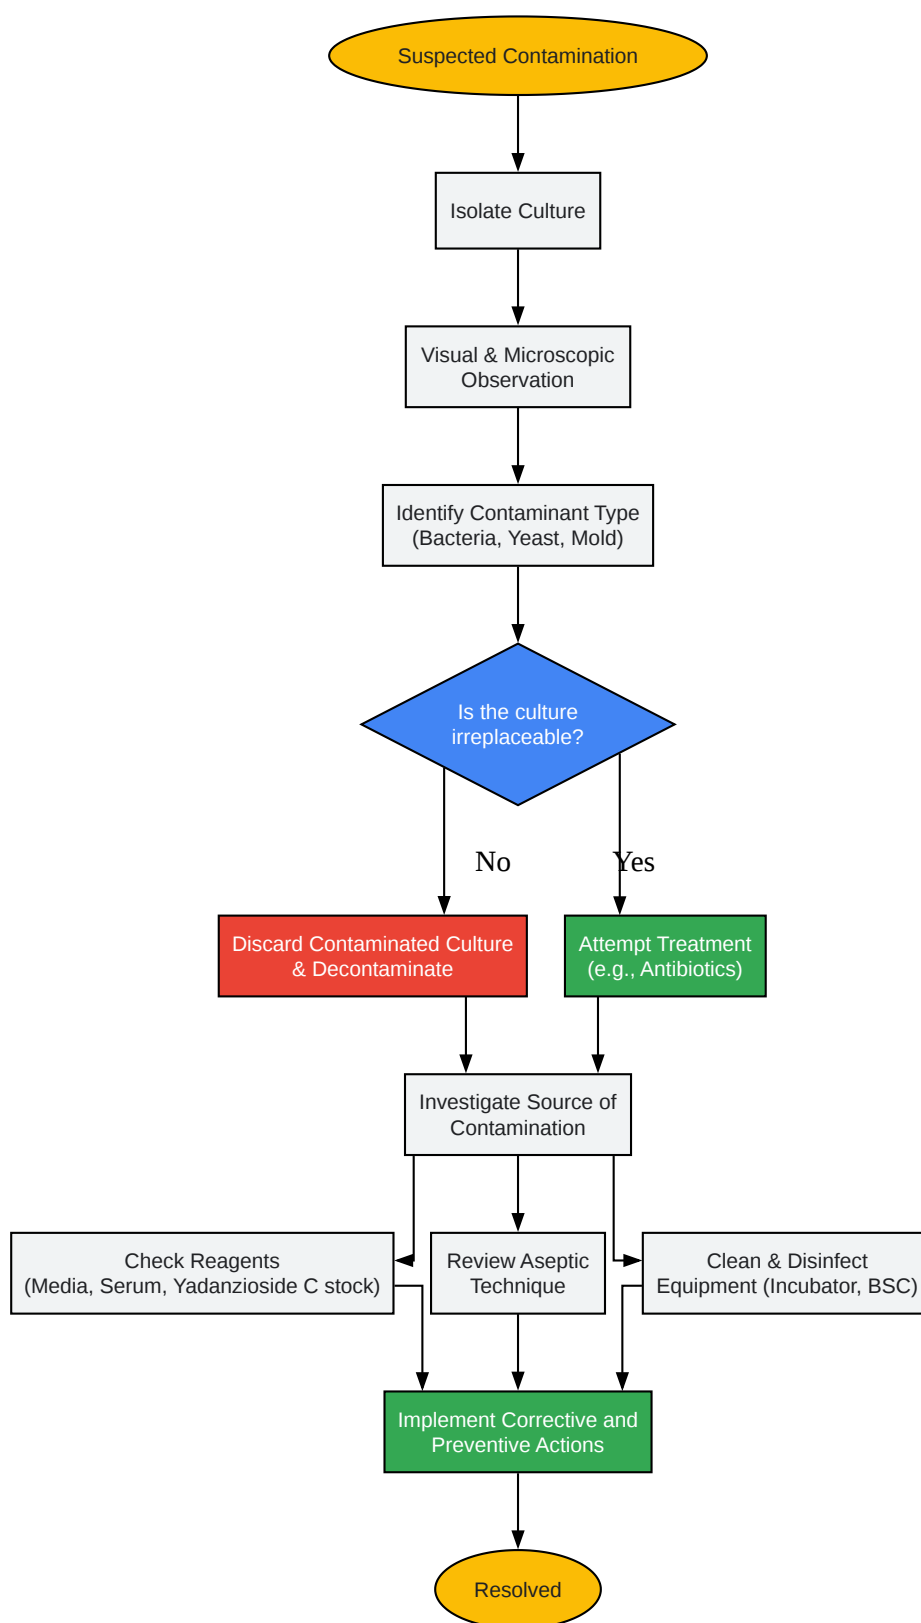 Suspected Contamination
Isolate Culture
Visual & Microscopic
Observation
Identify Contaminant Type
(Bacteria, Yeast, Mold)
Is the culture
irreplaceable?
No
Yes
Discard Contaminated Culture
& Decontaminate
Attempt Treatment
(e.g., Antibiotics)
Investigate Source of
Contamination
Check Reagents
(Media, Serum, Yadanzioside C stock)
Review Aseptic
Technique
Clean & Disinfect
Equipment (Incubator, BSC)
Implement Corrective and
Preventive Actions
Resolved